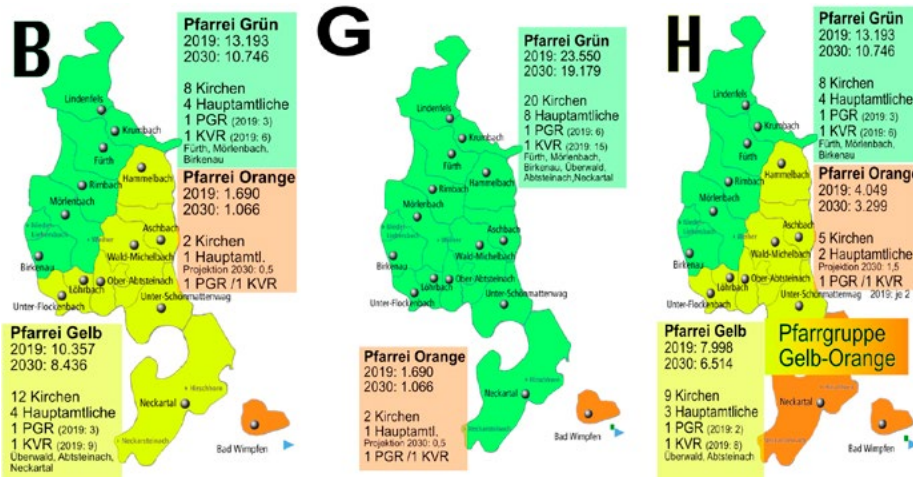 B
Pfarrei Grün
2019: 13.193
2030: 10.746
8 Kirchen
4 Hauptamtliche
1 PGR (2019: 3)
1 KVR (2019: 6)
Fürth, Mörlenbach,
Birkenau
Pfarrei Orange
2019: 1.690
2030: 1.066
2 Kirchen
1 Hauptamtl.
Projektion 2030: 0,5
1 PGR /1 KVR
Lindenfels
Krumbach
Fürth
Hammelbach
Rimbach
Mörlenbach
Aschbach
Wald-Michelbach
Birkenau
Löhrbach
Ober-Abtsteinach
Unter-Flockenbach
Unter-Schönmattenwag
Pfarrei Gelb
2019: 10.357
2030: 8.436
12 Kirchen
4 Hauptamtliche
1 PGR (2019: 3)
1 KVR (2019: 9)
Überwald, Abtsteinach,
Neckartal
Hirschhorn
Neckartal
Neckarsteinach
Bad Wimpfen
G
Pfarrei Grün
2019: 23.550
2030: 19.179
20 Kirchen
8 Hauptamtliche
1 PGR (2019: 6)
1 KVR (2019: 15)
Fürth, Mörlenbach,
Birkenau, Überwald,
Abtsteinach,Neckartal
Lindenfels
Krumbach
Fürth
Hammelbach
Rimbach
Mörlenbach
Aschbach
Wald-Michelbach
Birkenau
Löhrbach
Ober-Abtsteinach
Unter-Flockenbach
Unter-Schönmattenwag
Pfarrei Orange
2019: 1.690
2030: 1.066
2 Kirchen
1 Hauptamtl.
Projektion 2030: 0,5
1 PGR /1 KVR
Hirschhorn
Neckartal
Bad Wimpfen
H
Pfarrei Grün
2019: 13.193
2030: 10.746
8 Kirchen
4 Hauptamtliche
1 PGR (2019: 3)
1 KVR (2019: 6)
Fürth, Mörlenbach,
Birkenau
Pfarrei Orange
2019: 4.049
2030: 3.299
5 Kirchen
2 Hauptamtliche
Projektion 2030: 1,5
1 PGR /1 KVR
2019: je 2
Lindenfels
Krumbach
Fürth
Hammelbach
Rimbach
Mörlenbach
Aschbach
Wald-Michelbach
Birkenau
Löhrbach
Ober-Abtsteinach
Unter-Flockenbach
Unter-Schönmattenwag
Pfarrei Gelb
2019: 7.998
2030: 6.514
9 Kirchen
3 Hauptamtliche
1 PGR (2019: 2)
1 KVR (2019: 8)
Überwald, Abtsteinach
Pfarrgruppe
Gelb-Orange
Neckartal
Bad Wimpfen